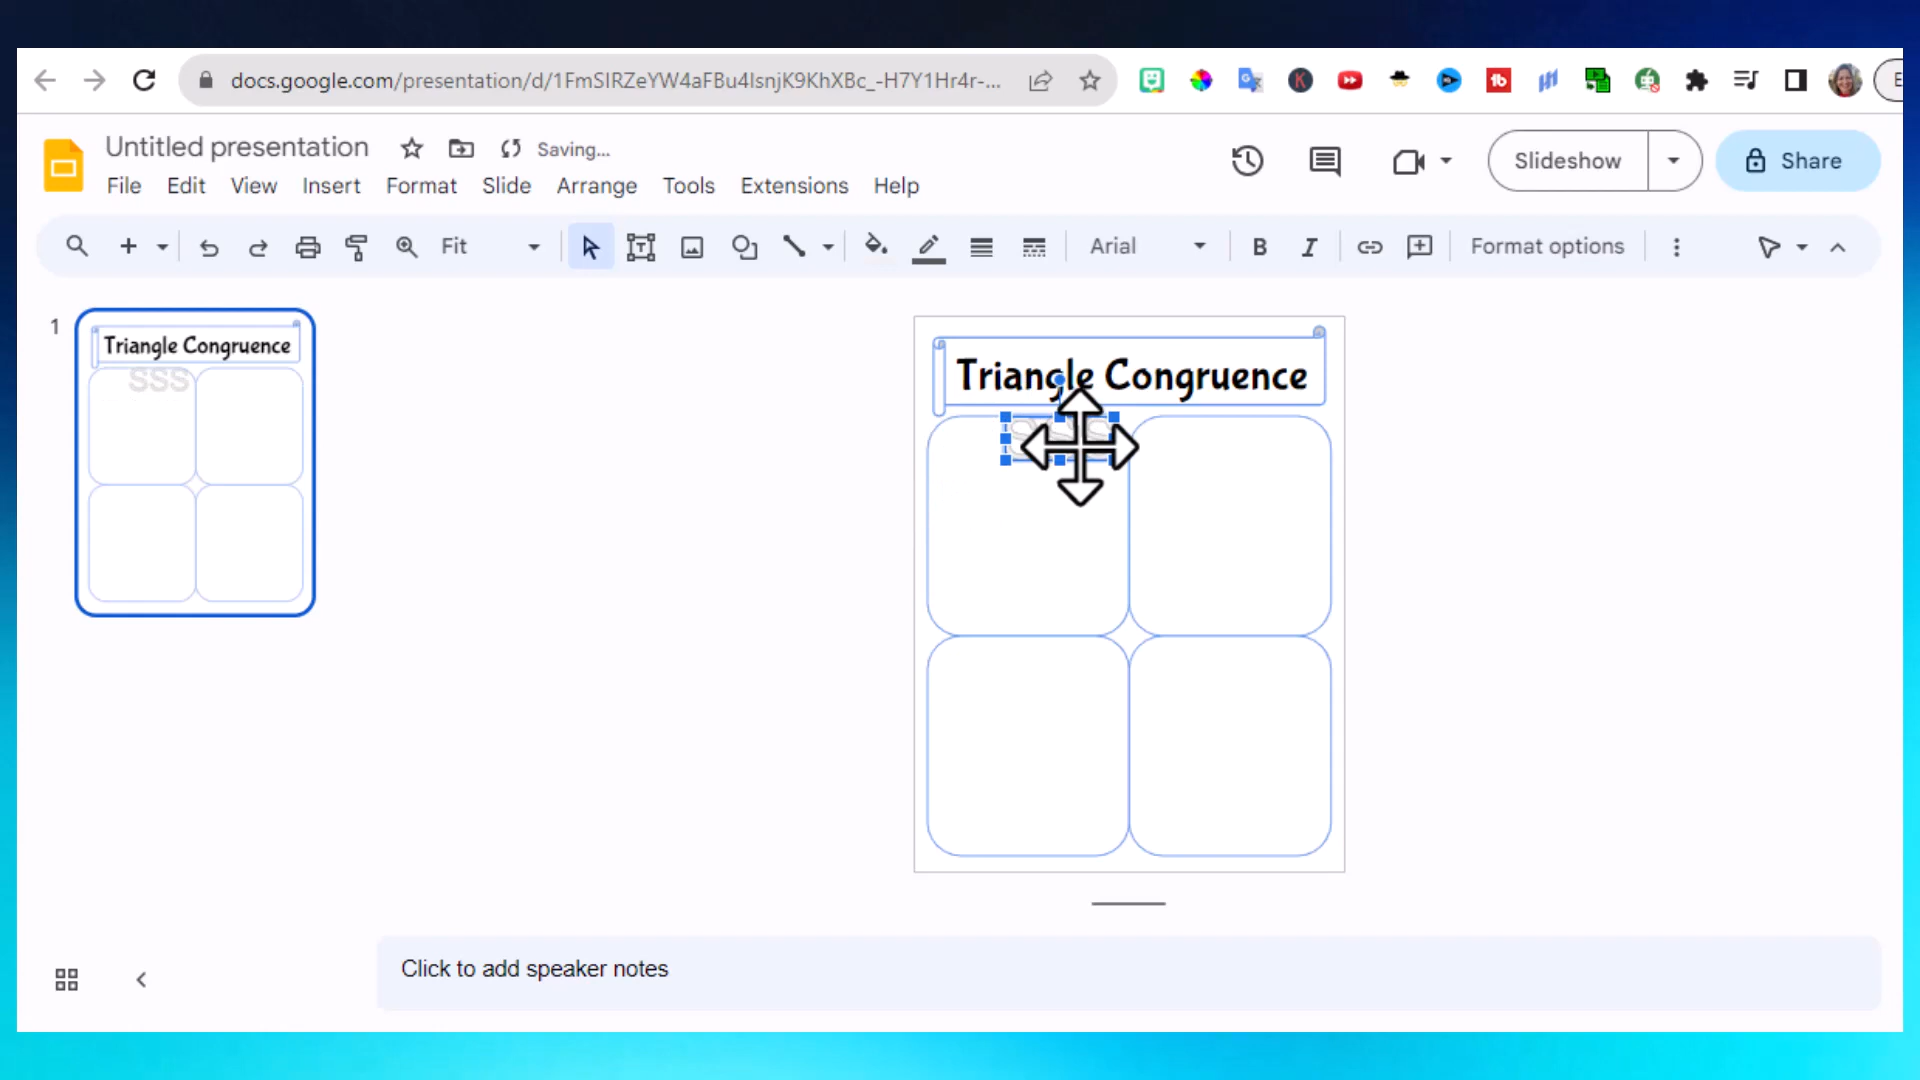 docs.google.com/presentation/d/1FmSIRZeYW4aFBu4IsnjK9KhXBc_-H7Y1Hr4r-...
Untitled presentation Saving...
Slideshow Share
File Edit View Insert Format Slide Arrange Tools Extensions Help
Fit Arial B I Format options
1
Triangle Congruence
SSS
Triangle Congruence
Click to add speaker notes